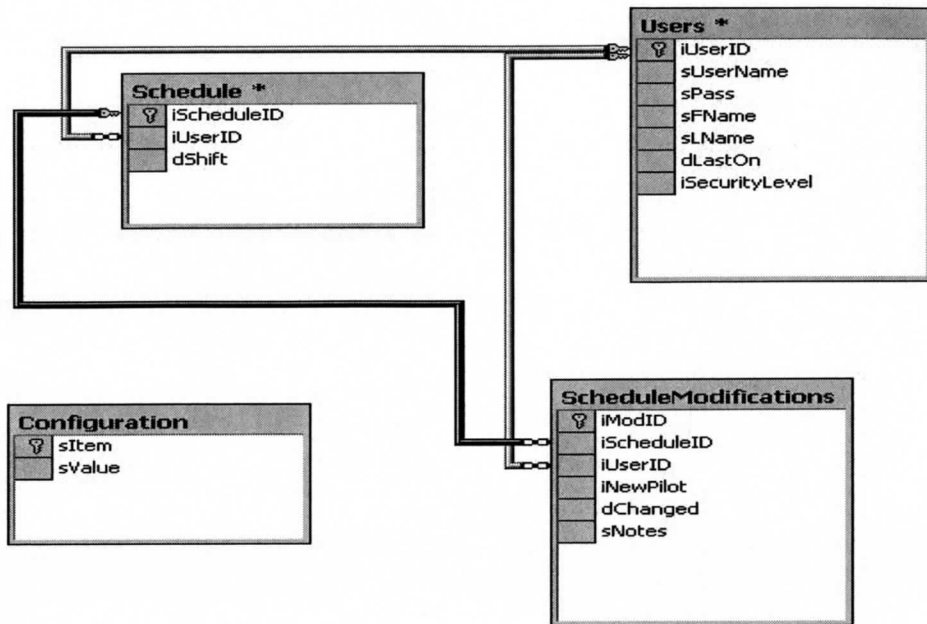 Users *
iUserID
sUserName
sPass
sFName
sLName
dLastOn
iSecurityLevel
Schedule *
iScheduleID
iUserID
dShift
Configuration
sItem
sValue
ScheduleModifications
iModID
iScheduleID
iUserID
iNewPilot
dChanged
sNotes